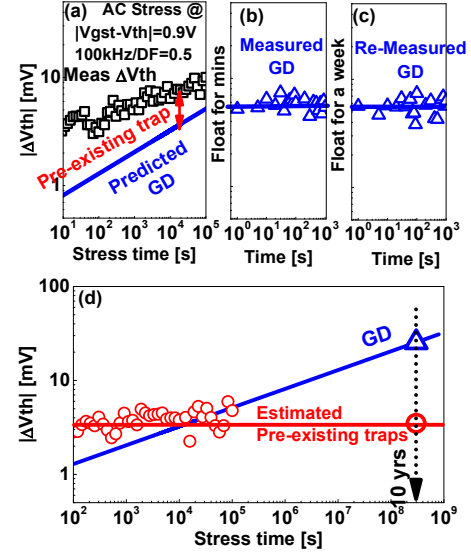 (a) AC Stress @
|Vgst-Vth|=0.9V
100kHz/DF=0.5
Meas ΔVth
Pre-existing trap
Predicted
GD
|ΔVth| [mV]
10
1
10¹ 10² 10³ 10⁴ 10⁵
Stress time [s]
(b)
Measured
GD
Float for mins
10⁰ 10¹ 10² 10³
Time [s]
(c)
Re-Measured
GD
Float for a week
10⁰ 10¹ 10² 10³
Time [s]
(d)
GD
Estimated
Pre-existing traps
10 yrs
|ΔVth| [mV]
100
10
1
10² 10³ 10⁴ 10⁵ 10⁶ 10⁷ 10⁸ 10⁹
Stress time [s]